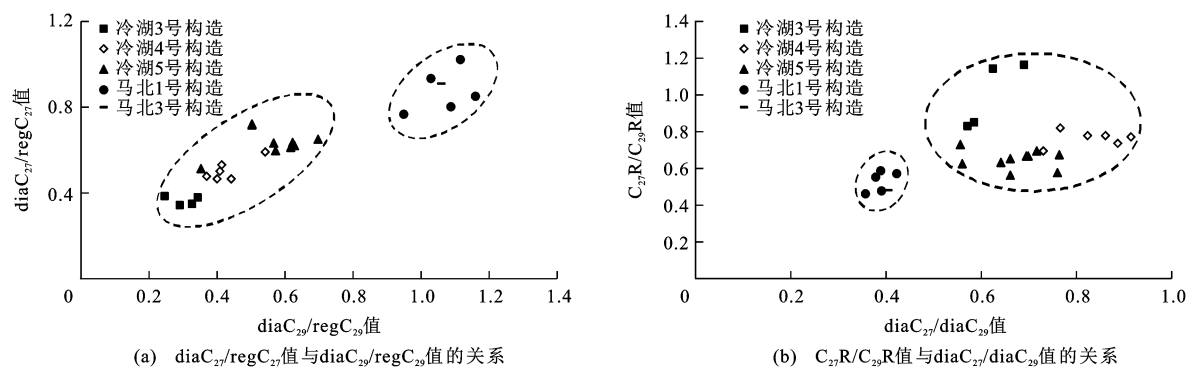 (a)
1.2
冷湖3号构造
冷湖4号构造
冷湖5号构造
马北1号构造
马北3号构造
0.8
0.4
diaC₂₇/regC₂₇值
0
0.2
0.4
0.6
0.8
1.0
1.2
1.4
diaC₂₉/regC₂₉值
(a) diaC₂₇/regC₂₇值与diaC₂₉/regC₂₉值的关系
(b)
1.4
冷湖3号构造
冷湖4号构造
冷湖5号构造
马北1号构造
马北3号构造
1.2
1.0
0.8
0.6
0.4
0.2
C₂₇R/C₂₉R值
0
0.2
0.4
0.6
0.8
1.0
diaC₂₇/diaC₂₉值
(b) C₂₇R/C₂₉R值与diaC₂₇/diaC₂₉值的关系